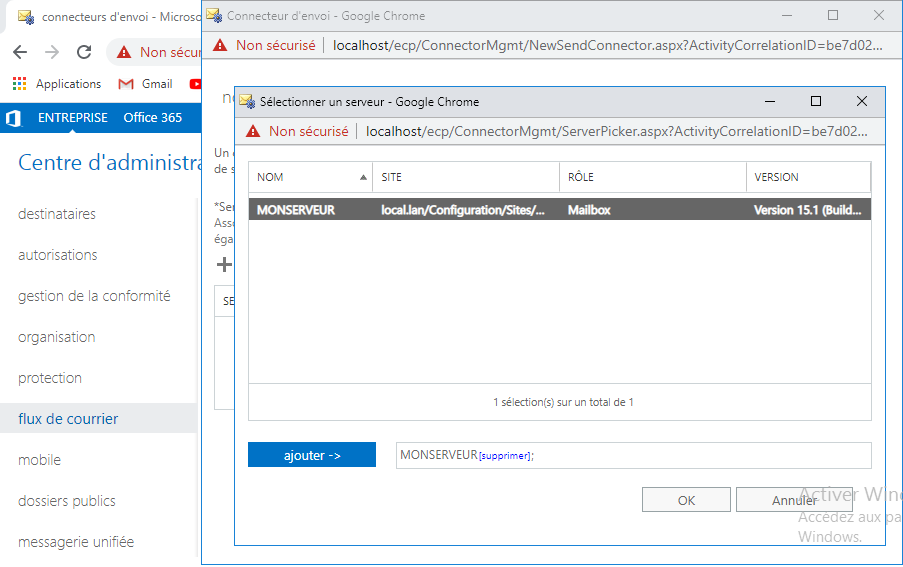 connecteurs d'envoi - Microso
Connecteur d'envoi - Google Chrome
Non sécur
Non sécurisé | localhost/ecp/ConnectorMgmt/NewSendConnector.aspx?ActivityCorrelationID=be7d02...
Applications Gmail
ENTREPRISE Office 365
Centre d'administra
destinataires
autorisations
gestion de la conformité
organisation
protection
flux de courrier
mobile
dossiers publics
messagerie unifiée
Un
de s
*Ser
Asso
éga
SE
Sélectionner un serveur - Google Chrome
Non sécurisé | localhost/ecp/ConnectorMgmt/ServerPicker.aspx?ActivityCorrelationID=be7d02...
NOM SITE RÔLE VERSION
MONSERVEUR local.lan/Configuration/Sites/... Mailbox Version 15.1 (Build...
1 sélection(s) sur un total de 1
ajouter -> MONSERVEUR[supprimer];
OK Annuler
Activer Win
Accédez aux pa
Windows.